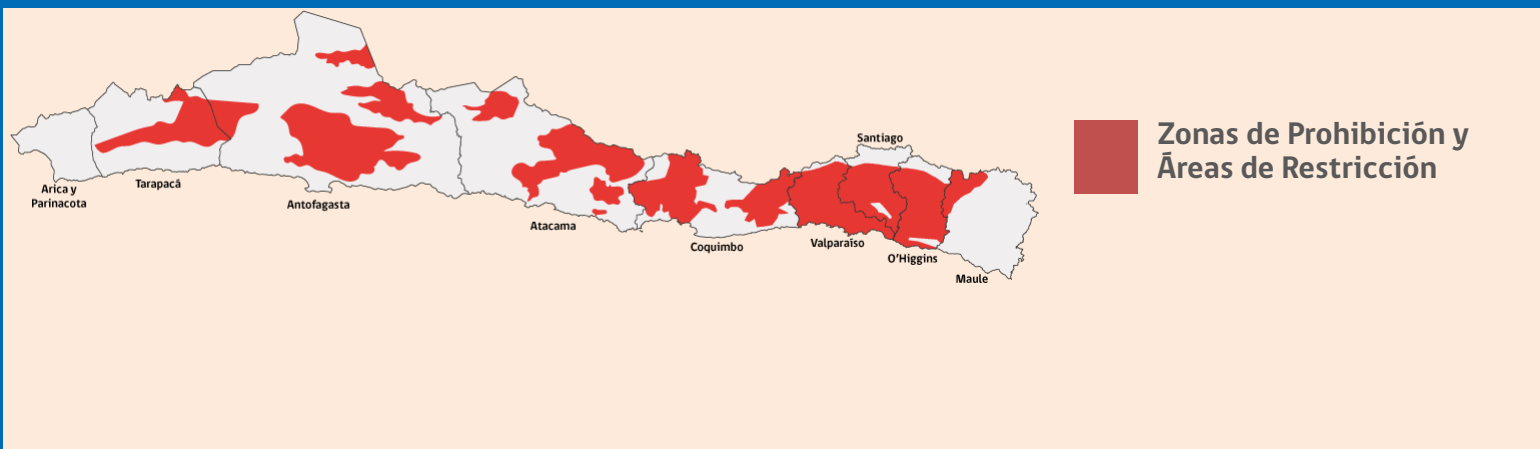 Santiago
Arica y
Parinacota
Tarapacá
Antofagasta
Atacama
Coquimbo
Valparaíso
O'Higgins
Maule
Zonas de Prohibición y
Áreas de Restricción